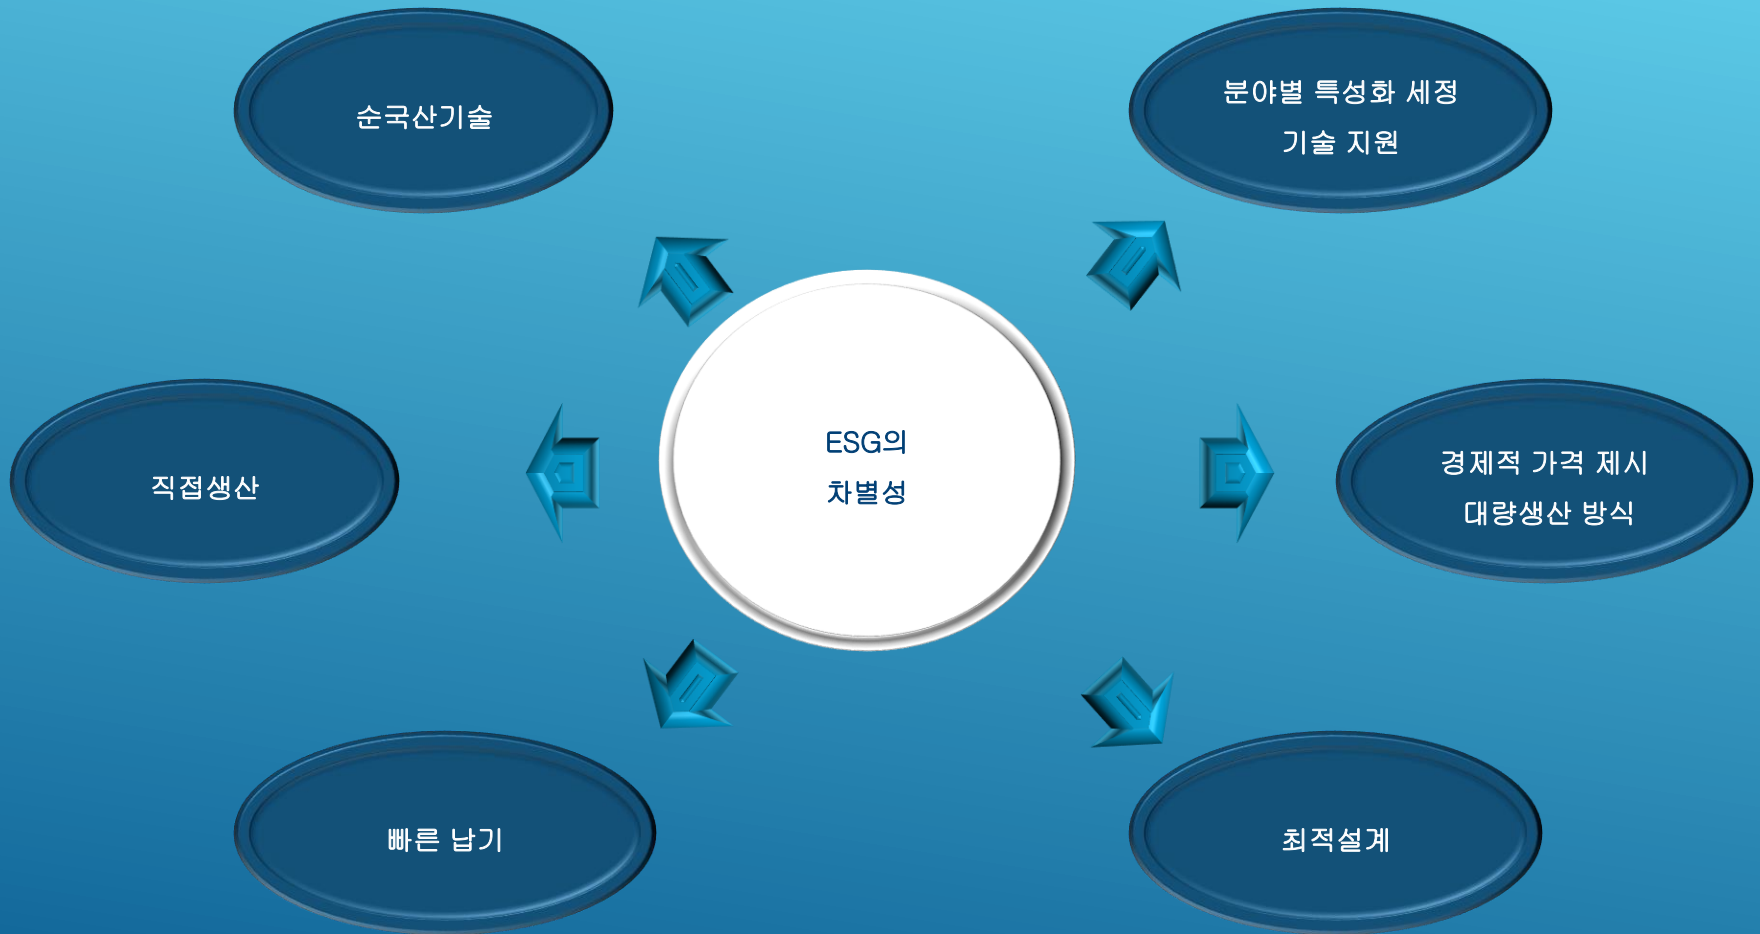 순국산기술
분야별 특성화 세정
기술 지원
ESG의
차별성
직접생산
경제적 가격 제시
대량생산 방식
빠른 납기
최적설계